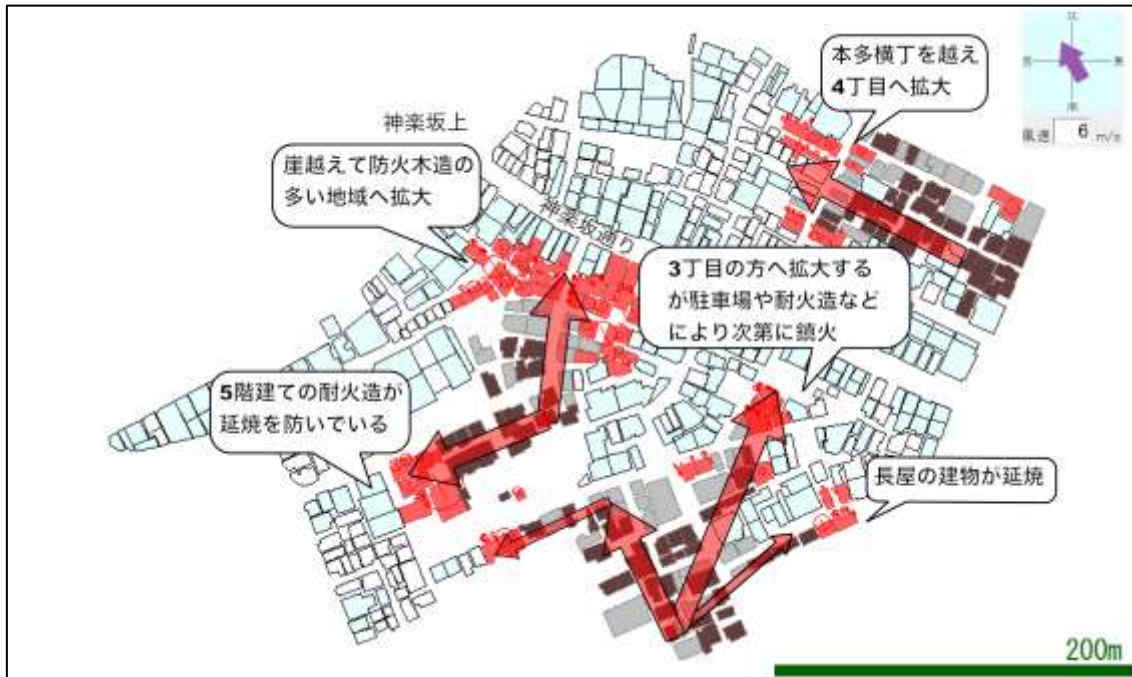 北
西
東
南
風速 6 m/s
本多横丁を越え
4丁目へ拡大
神楽坂上
崖越えて防火木造の
多い地域へ拡大
神楽坂通り
3丁目の方へ拡大する
が駐車場や耐火造など
により次第に鎮火
5階建ての耐火造が
延焼を防いでいる
長屋の建物が延焼
200m